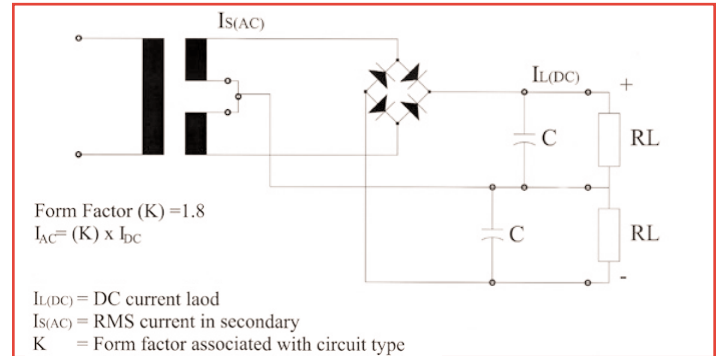 IS(AC)
IL(DC)
+
C
RL
C
RL
-
Form Factor (K) =1.8
IAC= (K) x IDC
IL(DC) = DC current laod
IS(AC) = RMS current in secondary
K = Form factor associated with circuit type